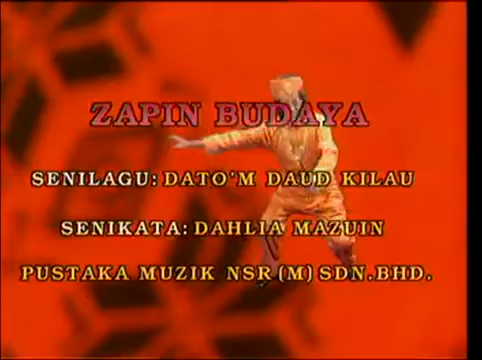 ZAPIN BUDAYA
SENILAGU: DATO'M DAUD KILAU
SENIKATA: DAHLIA MAZUIN
PUSTAKA MUZIK NSR (M) SDN. BHD.